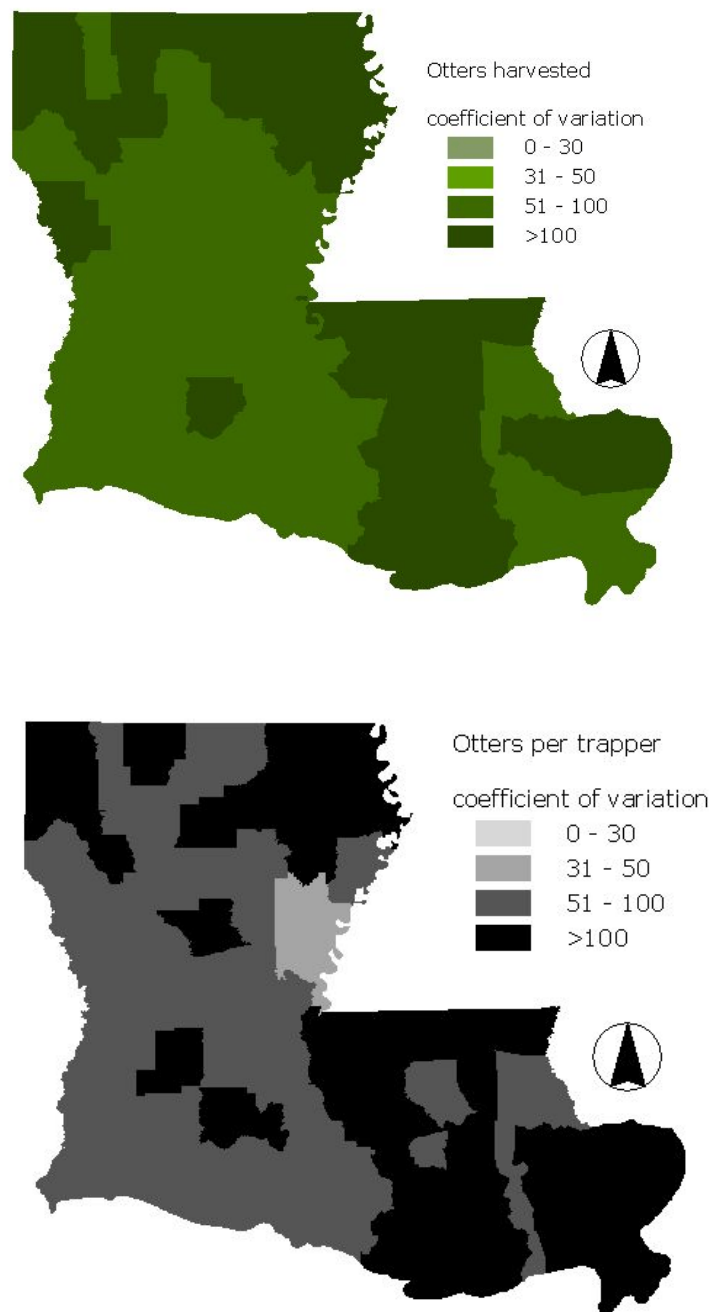 Otters harvested
coefficient of variation
0 - 30
31 - 50
51 - 100
>100
Otters per trapper
coefficient of variation
0 - 30
31 - 50
51 - 100
>100